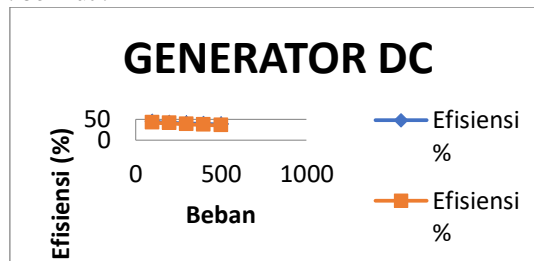 GENERATOR DC
Efisiensi (%)
50
0
0 500 1000
Beban
Efisiensi
%
Efisiensi
%